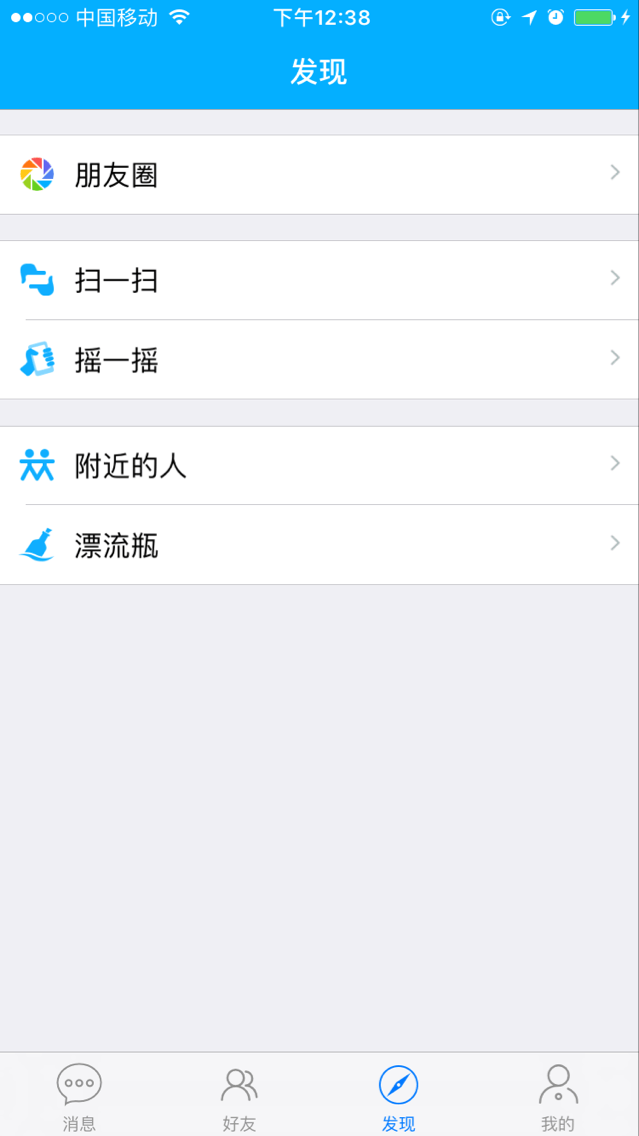 中国移动
下午12:38
发现
朋友圈
扫一扫
摇一摇
附近的人
漂流瓶
消息
好友
发现
我的